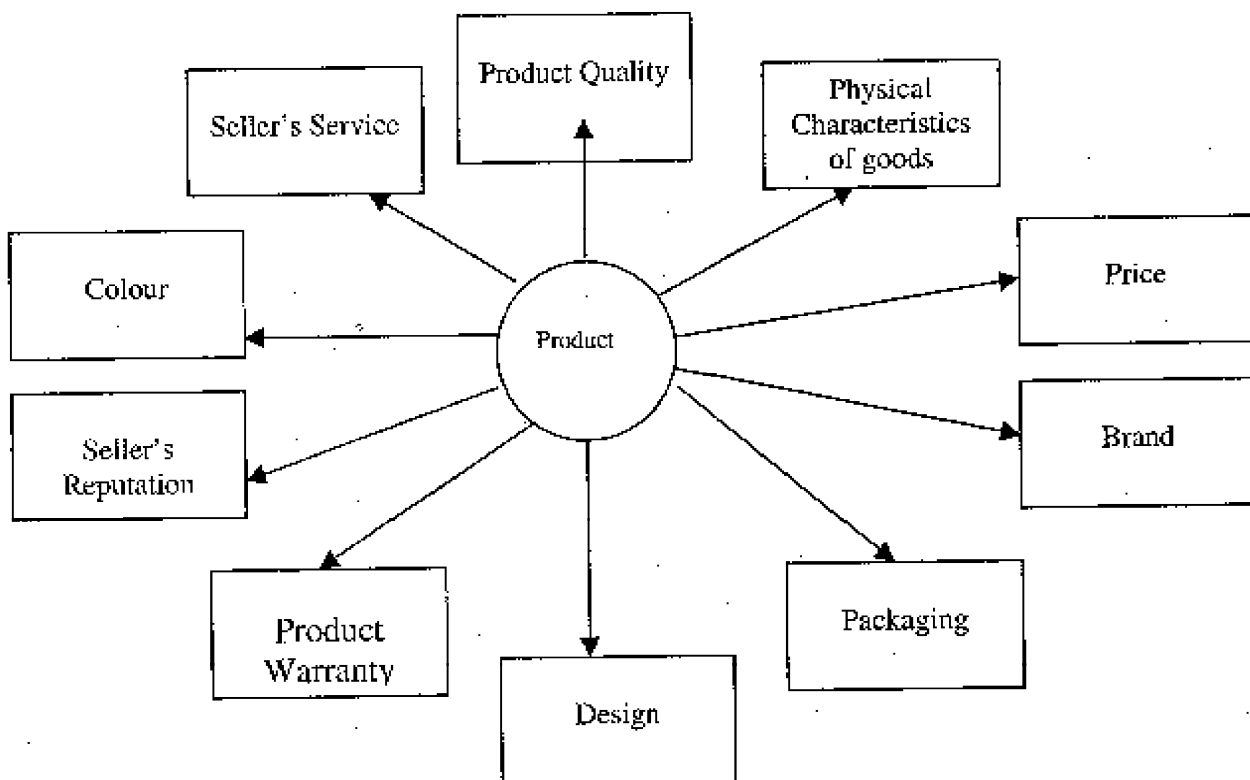 Product Quality
Seller's Service
Physical
Characteristics
of goods
Colour
Price
Product
Seller's
Reputation
Brand
Product
Warranty
Packaging
Design